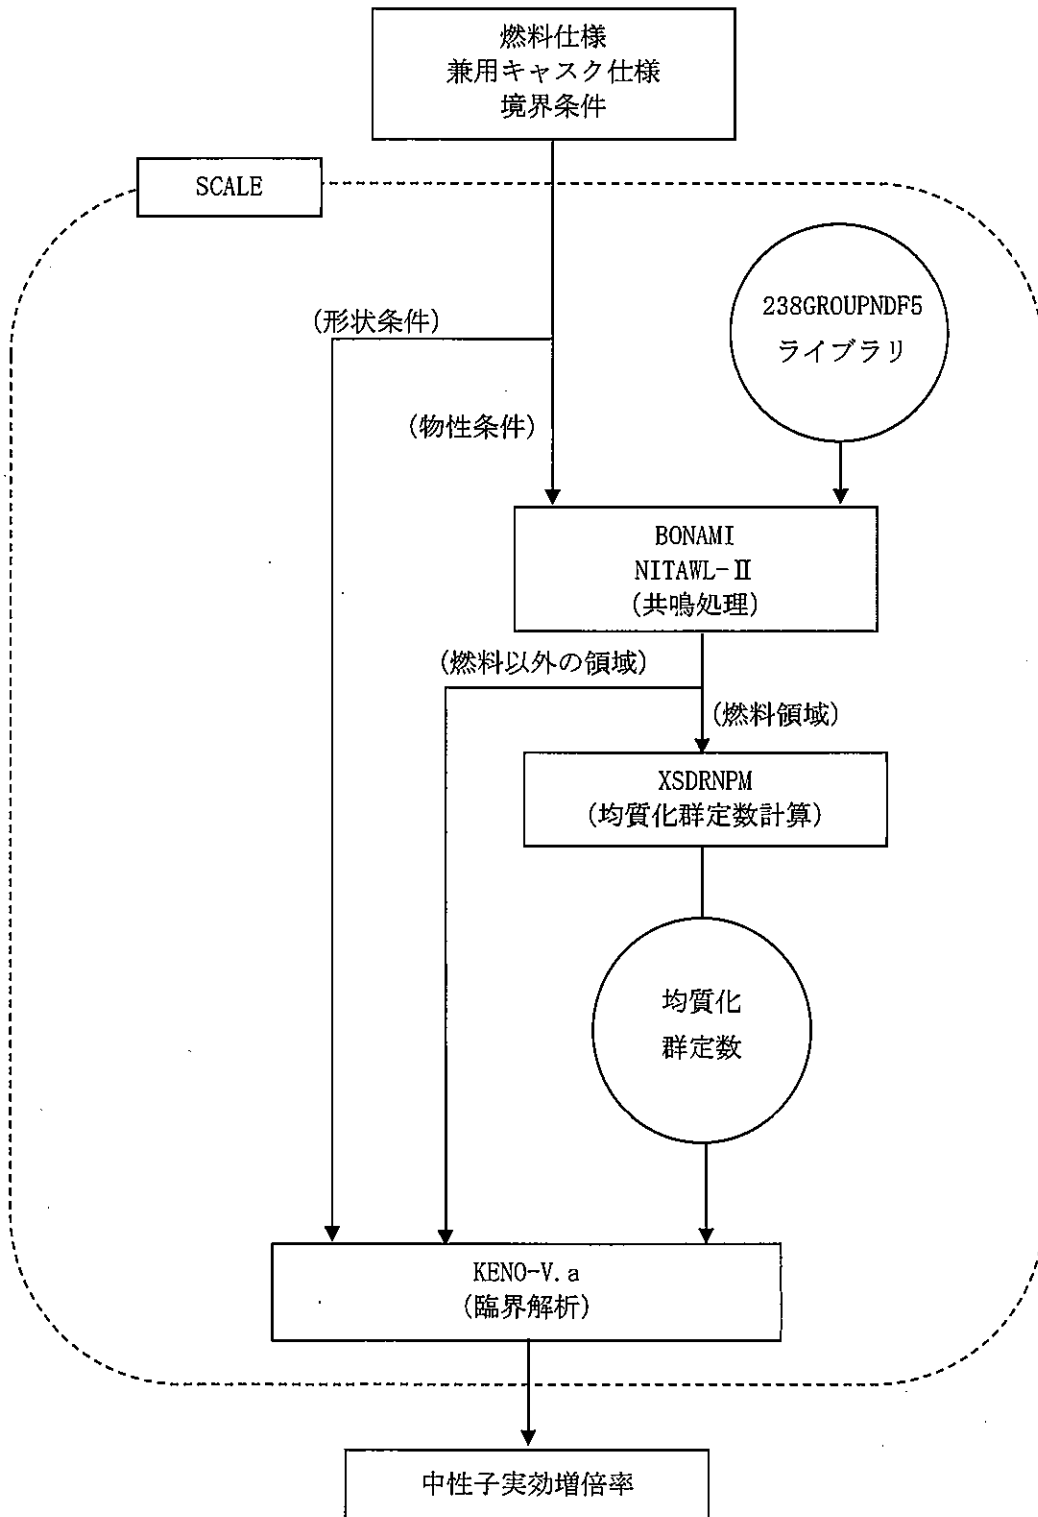 燃料仕様
兼用キャスク仕様
境界条件
SCALE
238GROUPNDF5
ライブラリ
(形状条件)
(物性条件)
BONAMI
NITAWL-Ⅱ
(共鳴処理)
(燃料以外の領域)
(燃料領域)
XSDRNPM
(均質化群定数計算)
均質化
群定数
KENO-V.a
(臨界解析)
中性子実効増倍率